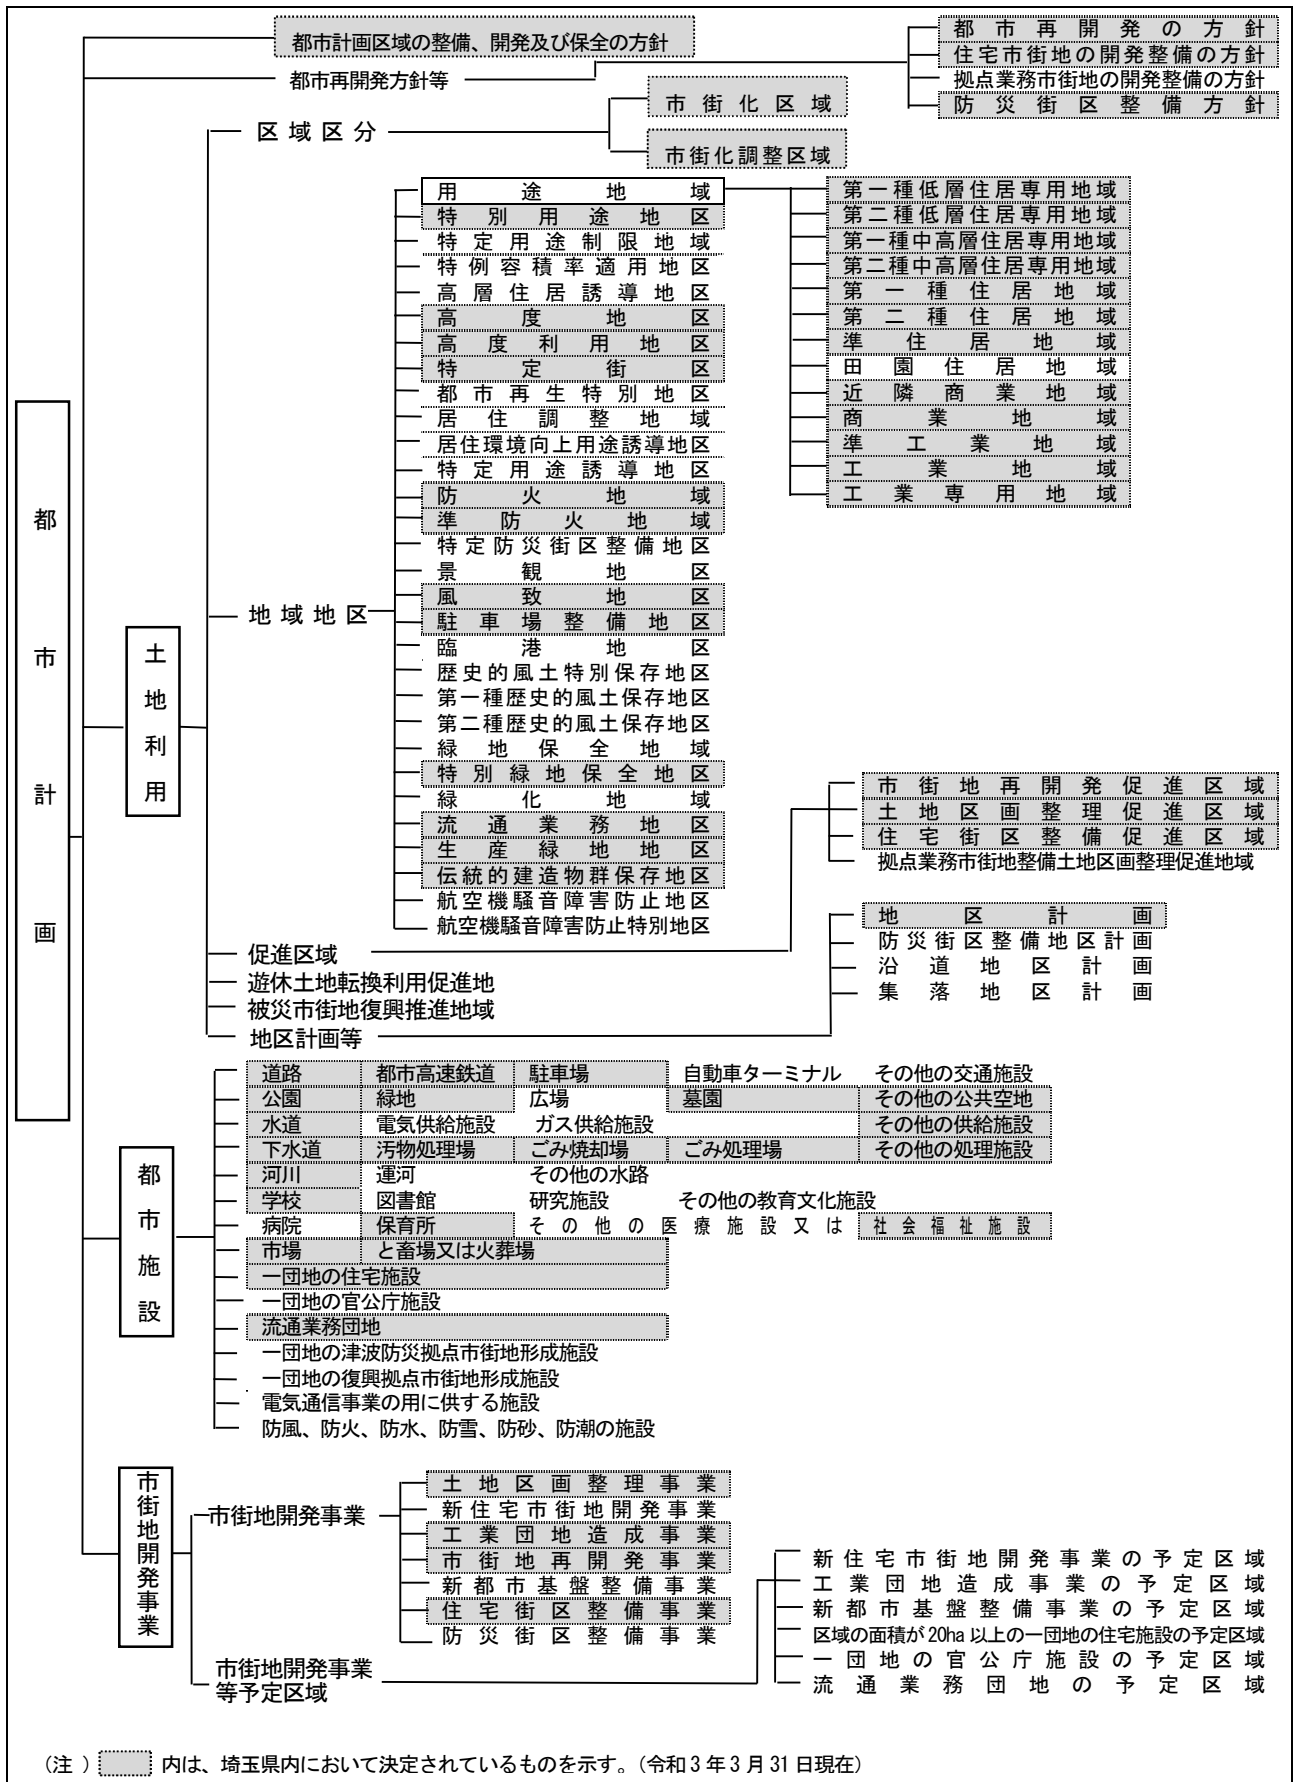 都市計画
都市計画区域の整備、開発及び保全の方針
都市再開発方針等
都市再開発の方針
住宅市街地の開発整備の方針
拠点業務市街地の開発整備の方針
防災街区整備方針
土地利用
区域区分
市街化区域
市街化調整区域
地域地区
用途地域
特別用途地区
特定用途制限地域
特例容積率適用地区
高層住居誘導地区
高度地区
高度利用地区
特定街区
都市再生特別地区
居住調整地域
居住環境向上用途誘導地区
特定用途誘導地区
防火地域
準防火地域
特定防災街区整備地区
景観地区
風致地区
駐車場整備地区
臨港地区
歴史的風土特別保存地区
第一種歴史的風土保存地区
第二種歴史的風土保存地区
緑地保全地域
特別緑地保全地区
緑化地域
流通業務地区
生産緑地地区
伝統的建造物群保存地区
航空機騒音障害防止地区
航空機騒音障害防止特別地区
第一種低層住居専用地域
第二種低層住居専用地域
第一種中高層住居専用地域
第二種中高層住居専用地域
第一種住居地域
第二種住居地域
準住居地域
田園住居地域
近隣商業地域
商業地域
準工業地域
工業地域
工業専用地域
促進区域
市街地再開発促進区域
土地区画整理促進区域
住宅街区整備促進区域
拠点業務市街地整備土地区画整理促進地域
遊休土地転換利用促進地
被災市街地復興推進地域
地区計画等
地区計画
防災街区整備地区計画
沿道地区計画
集落地区計画
都市施設
道路 都市高速鉄道 駐車場 自動車ターミナル その他の交通施設
公園 緑地 広場 墓園 その他の公共空地
水道 電気供給施設 ガス供給施設 その他の供給施設
下水道 汚物処理場 ごみ焼却場 ごみ処理場 その他の処理施設
河川 運河 その他の水路
学校 図書館 研究施設 その他の教育文化施設
病院 保育所 その他の医療施設又は 社会福祉施設
市場 と畜場又は火葬場
一団地の住宅施設
一団地の官公庁施設
流通業務団地
一団地の津波防災拠点市街地形成施設
一団地の復興拠点市街地形成施設
電気通信事業の用に供する施設
防風、防火、防水、防雪、防砂、防潮の施設
市街地開発事業
市街地開発事業
土地区画整理事業
新住宅市街地開発事業
工業団地造成事業
市街地再開発事業
新都市基盤整備事業
住宅街区整備事業
防災街区整備事業
市街地開発事業
等予定区域
新住宅市街地開発事業の予定区域
工業団地造成事業の予定区域
新都市基盤整備事業の予定区域
区域の面積が20ha以上の一団地の住宅施設の予定区域
一団地の官公庁施設の予定区域
流通業務団地の予定区域
(注 ) 内は、埼玉県内において決定されているものを示す。(令和3年3月31日現在)